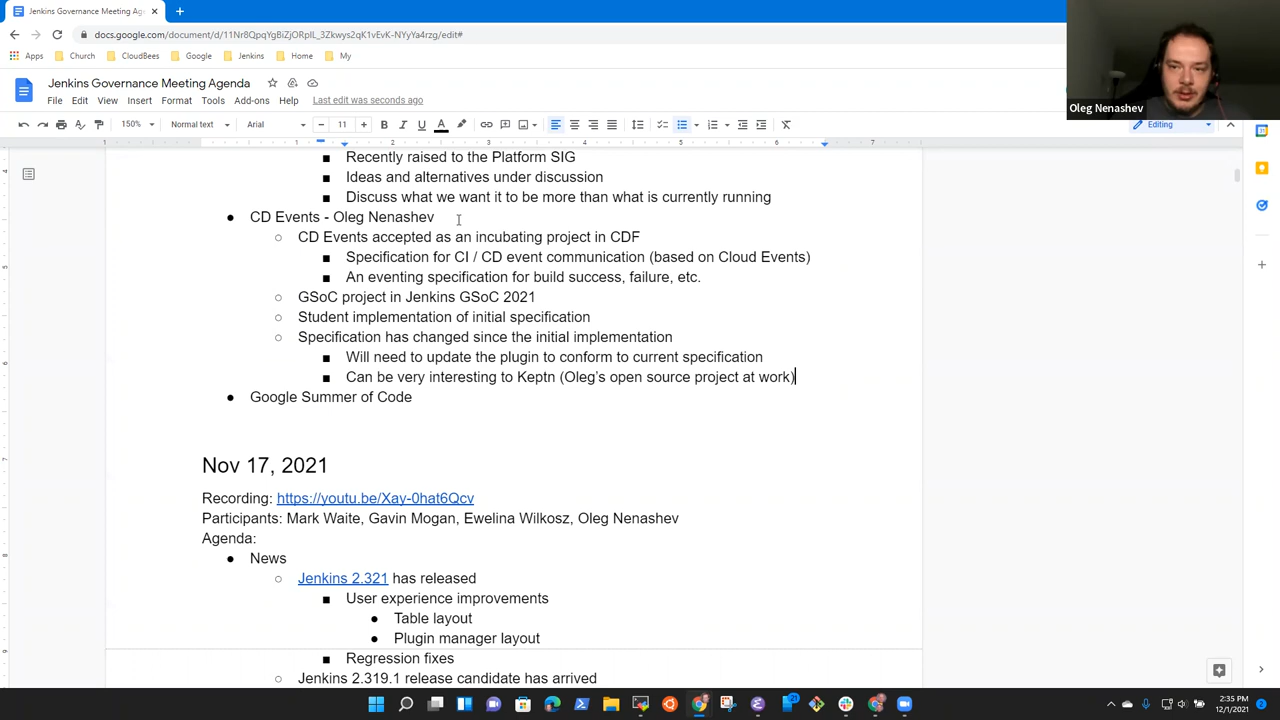 Jenkins Governance Meeting Ag
docs.google.com/document/d/11Nr8QpqYgBiZjORpIL_3Zkwys2qK1vEvK-NYyYa4rzg/edit#
Apps Church CloudBees Google Jenkins Home My
Oleg Nenashev
Jenkins Governance Meeting Agenda
File Edit View Insert Format Tools Add-ons Help Last edit was seconds ago
150% Normal text Arial 11 Editing
1 1 2 3 4 5 6 7
■ Recently raised to the Platform SIG
■ Ideas and alternatives under discussion
■ Discuss what we want it to be more than what is currently running
● CD Events - Oleg Nenashev
○ CD Events accepted as an incubating project in CDF
■ Specification for CI / CD event communication (based on Cloud Events)
■ An eventing specification for build success, failure, etc.
○ GSoC project in Jenkins GSoC 2021
○ Student implementation of initial specification
○ Specification has changed since the initial implementation
■ Will need to update the plugin to conform to current specification
■ Can be very interesting to Keptn (Oleg's open source project at work)
● Google Summer of Code
Nov 17, 2021
Recording: https://youtu.be/Xay-0hat6Qcv
Participants: Mark Waite, Gavin Mogan, Ewelina Wilkosz, Oleg Nenashev
Agenda:
● News
○ Jenkins 2.321 has released
■ User experience improvements
● Table layout
● Plugin manager layout
■ Regression fixes
○ Jenkins 2.319.1 release candidate has arrived
2:35 PM
12/1/2021